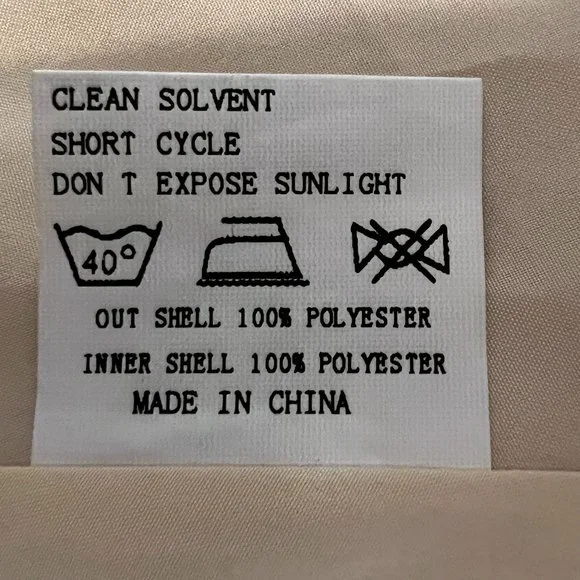 CLEAN SOLVENT
SHORT CYCLE
DON T EXPOSE SUNLIGHT
40°
OUT SHELL 100% POLYESTER
INNER SHELL 100% POLYESTER
MADE IN CHINA